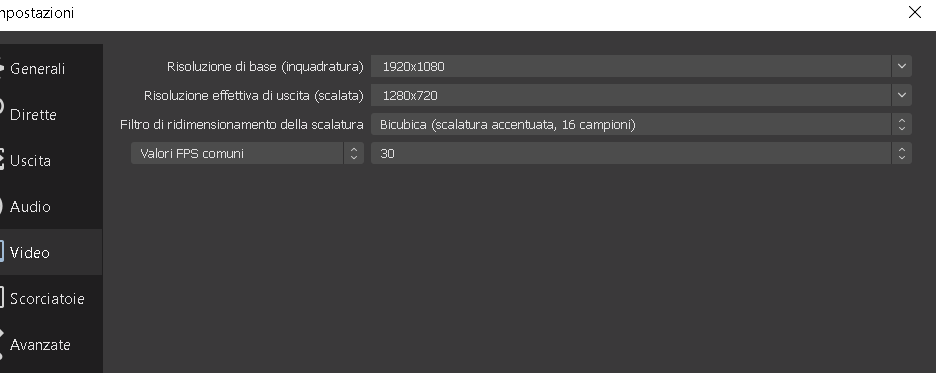 mpostazioni
Generali
Dirette
Uscita
Audio
Video
Scorciatoie
Avanzate
Risoluzione di base (inquadratura) 1920x1080
Risoluzione effettiva di uscita (scalata) 1280x720
Filtro di ridimensionamento della scalatura Bicubica (scalatura accentuata, 16 campioni)
Valori FPS comuni 30